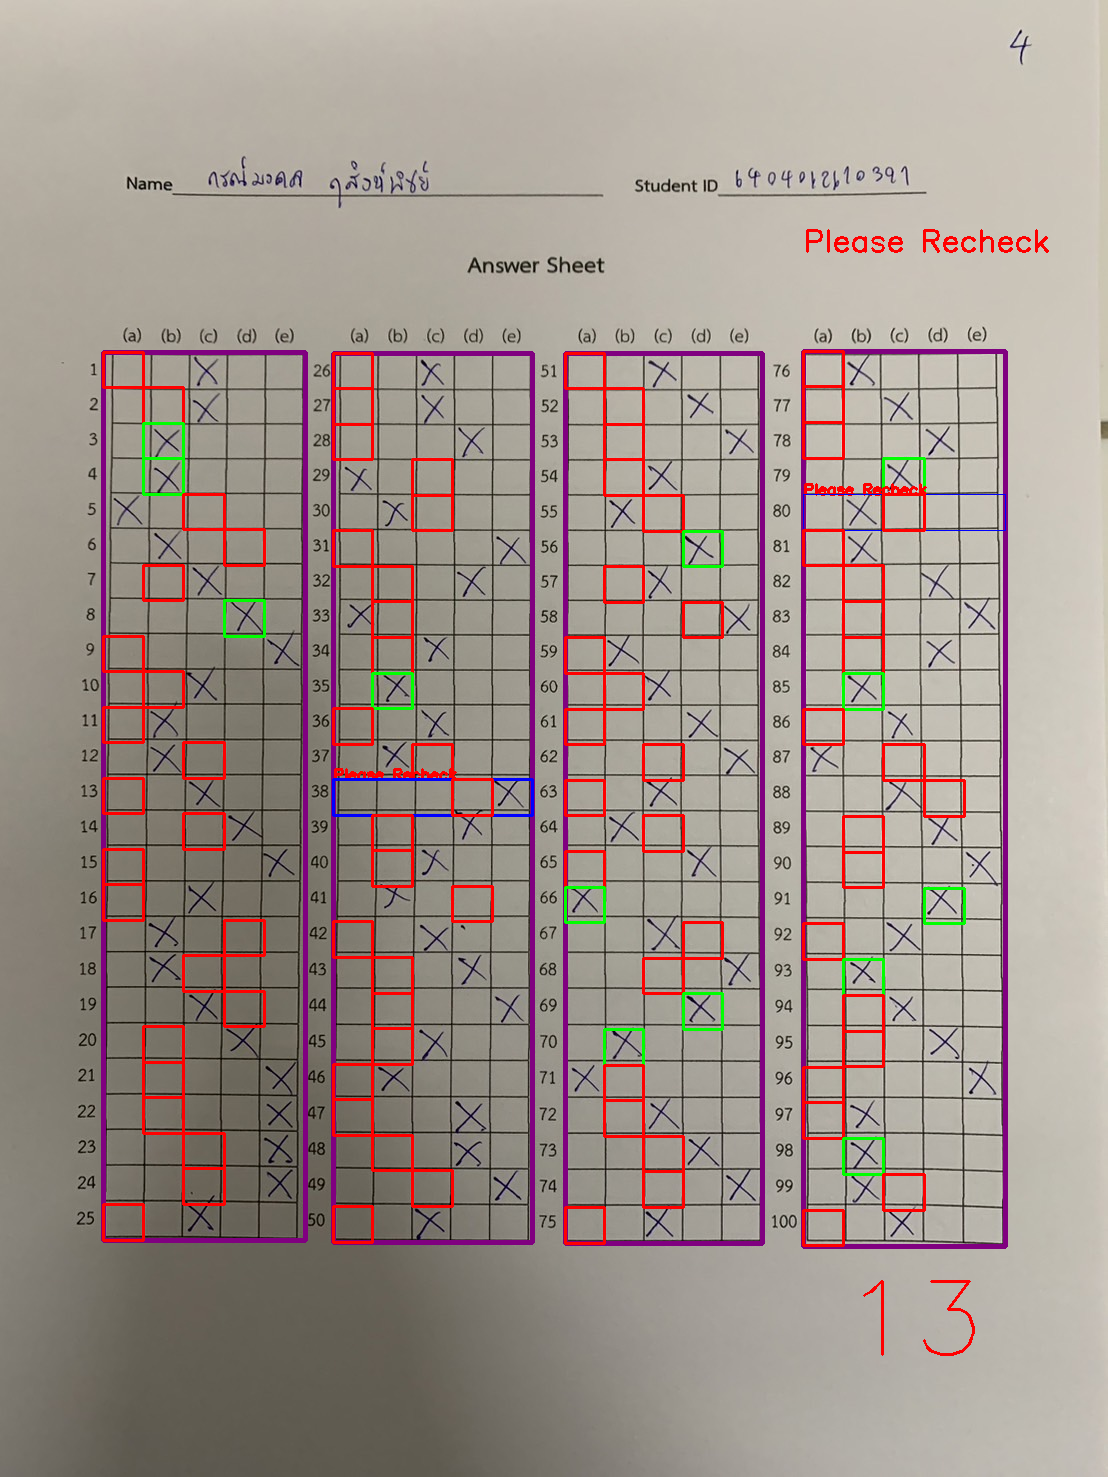 4
Name กรณ์มงคล ฤสิงห์พิชย์ Student ID 6404012610391
Please Recheck
Answer Sheet
(a) (b) (c) (d) (e) (a) (b) (c) (d) (e) (a) (b) (c) (d) (e) (a) (b) (c) (d) (e)
1 26 51 76
2 27 52 77
3 28 53 78
4 29 54 79
Please Recheck
5 30 55 80
6 31 56 81
7 32 57 82
8 33 58 83
9 34 59 84
10 35 60 85
11 36 61 86
12 37 62 87
Please Recheck
13 38 63 88
14 39 64 89
15 40 65 90
16 41 66 91
17 42 67 92
18 43 68 93
19 44 69 94
20 45 70 95
21 46 71 96
22 47 72 97
23 48 73 98
24 49 74 99
25 50 75 100
13